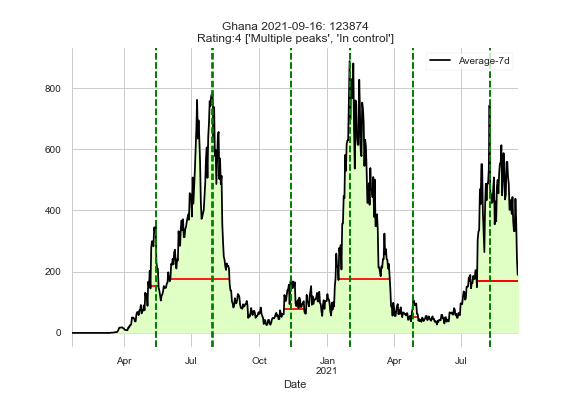 Ghana 2021-09-16: 123874
Rating:4 ['Multiple peaks', 'In control']
Average-7d
800
600
400
200
0
Apr Jul Oct Jan Apr Jul
2021
Date